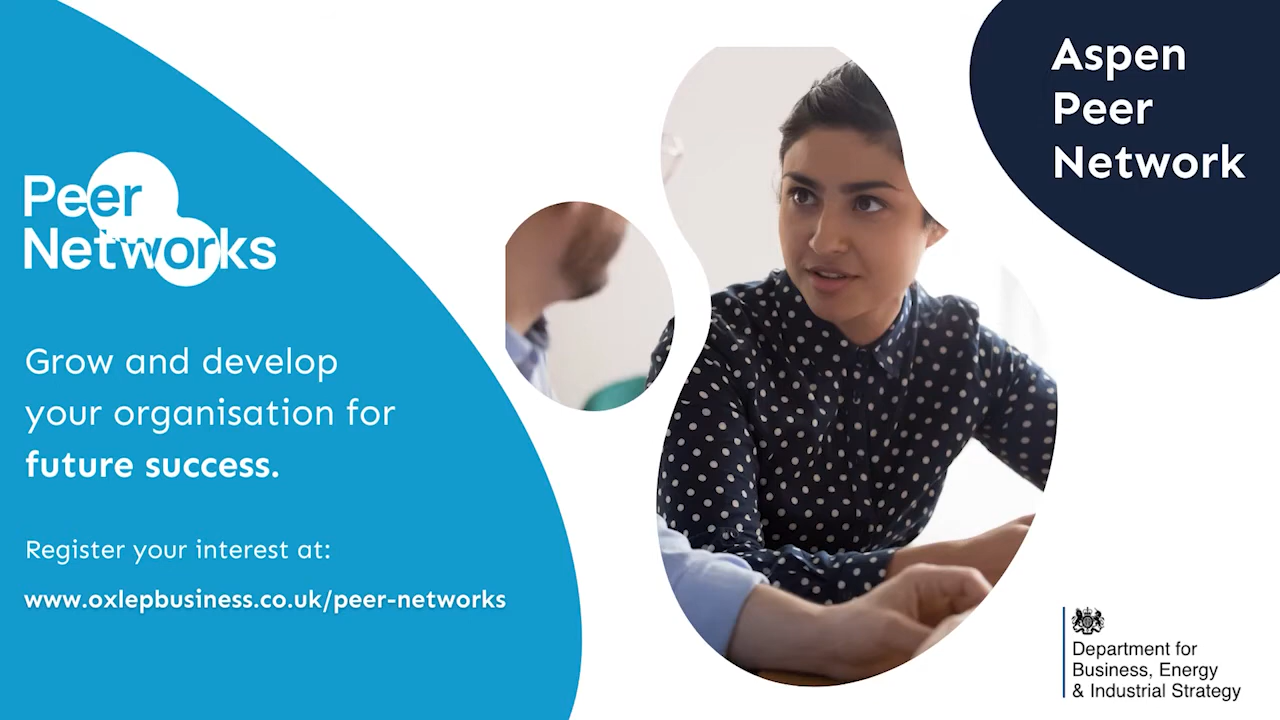 Peer
Networks
Grow and develop
your organisation for
future success.
Register your interest at:
www.oxlepbusiness.co.uk/peer-networks
Aspen
Peer
Network
Department for
Business, Energy
& Industrial Strategy